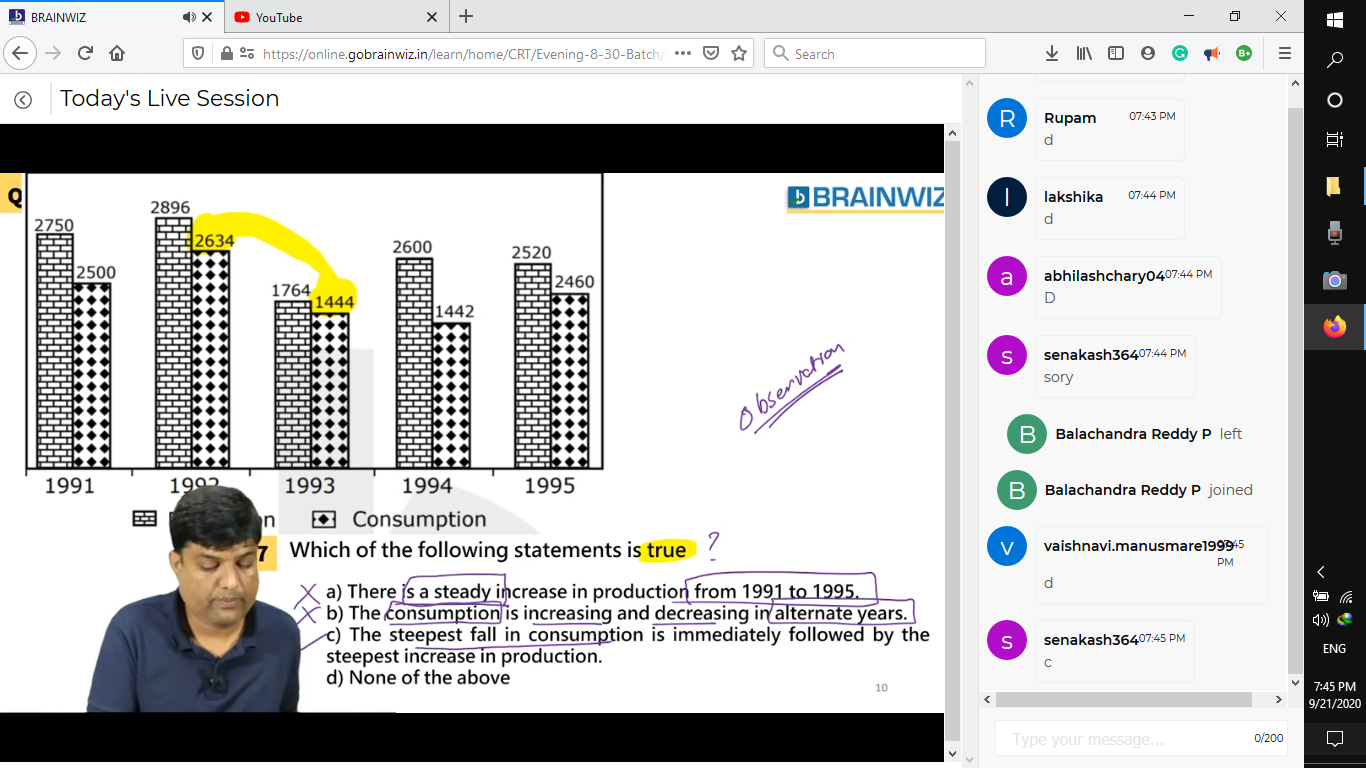 BRAINWIZ
YouTube
https://online.gobrainwiz.in/learn/home/CRT/Evening-8-30-Batch/
Search
Today's Live Session
Q
BRAINWIZ
2750
2500
2896
2634
1764
1444
2600
1442
2520
2460
1991
1992
1993
1994
1995
Consumption
Observation
7 Which of the following statements is true ?
a) There is a steady increase in production from 1991 to 1995.
b) The consumption is increasing and decreasing in alternate years.
c) The steepest fall in consumption is immediately followed by the
steepest increase in production.
d) None of the above
10
R
Rupam 07:43 PM
d
l
lakshika 07:44 PM
d
a
abhilashchary04 07:44 PM
D
s
senakash364 07:44 PM
sory
B
Balachandra Reddy P left
B
Balachandra Reddy P joined
v
vaishnavi.manusmare1999 07:45
PM
d
s
senakash364 07:45 PM
c
Type your message...
0/200
ENG
7:45 PM
9/21/2020